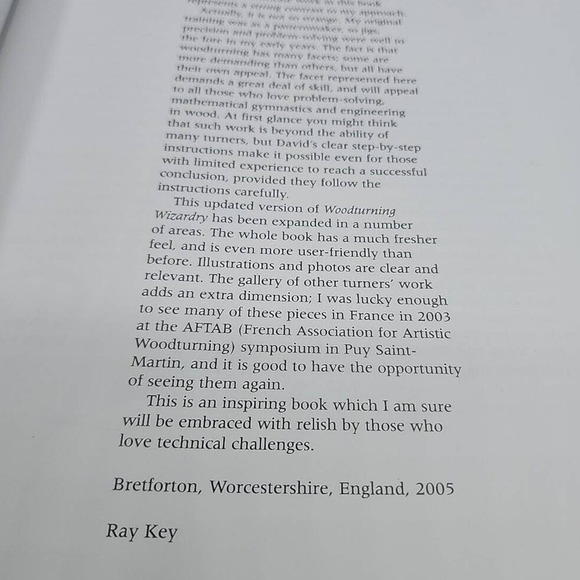 represents a strong contrast to my approach.
Actually, it is not so strange. My original
training was as a patternmaker, so jigs,
precision and problem-solving were well to
the fore in my early years. The fact is that
woodturning has many facets; some are
more demanding than others, but all have
their own appeal. The facet represented here
demands a great deal of skill, and will appeal
to all those who love problem-solving,
mathematical gymnastics and engineering
in wood. At first glance you might think
that such work is beyond the ability of
many turners, but David's clear step-by-step
instructions make it possible even for those
with limited experience to reach a successful
conclusion, provided they follow the
instructions carefully.
This updated version of Woodturning
Wizardry has been expanded in a number
of areas. The whole book has a much fresher
feel, and is even more user-friendly than
before. Illustrations and photos are clear and
relevant. The gallery of other turners' work
adds an extra dimension; I was lucky enough
to see many of these pieces in France in 2003
at the AFTAB (French Association for Artistic
Woodturning) symposium in Puy Saint-
Martin, and it is good to have the opportunity
of seeing them again.
This is an inspiring book which I am sure
will be embraced with relish by those who
love technical challenges.
Bretforton, Worcestershire, England, 2005
Ray Key